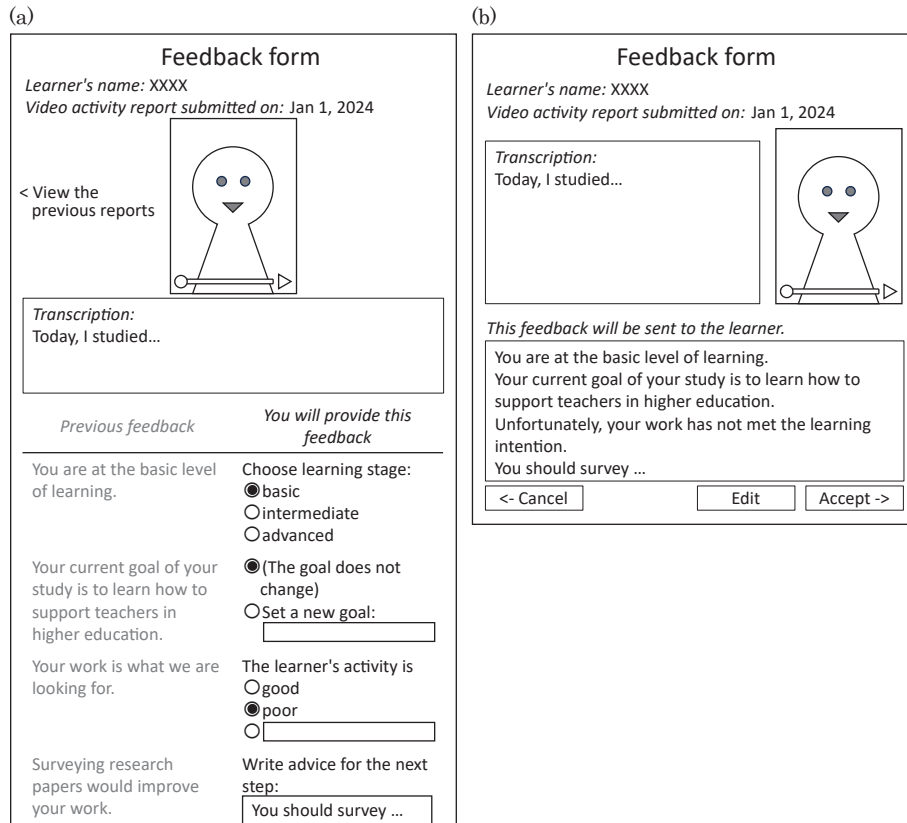 (a)
Feedback form
Learner's name: XXXX
Video activity report submitted on: Jan 1, 2024
< View the
previous reports
Transcription:
Today, I studied...
Previous feedback
You will provide this
feedback
You are at the basic level
of learning.
Choose learning stage:
basic
intermediate
advanced
Your current goal of your
study is to learn how to
support teachers in
higher education.
(The goal does not
change)
Set a new goal:
Your work is what we are
looking for.
The learner's activity is
good
poor
Surveying research
papers would improve
your work.
Write advice for the next
step:
You should survey ...
(b)
Feedback form
Learner's name: XXXX
Video activity report submitted on: Jan 1, 2024
Transcription:
Today, I studied...
This feedback will be sent to the learner.
You are at the basic level of learning.
Your current goal of your study is to learn how to
support teachers in higher education.
Unfortunately, your work has not met the learning
intention.
You should survey ...
<- Cancel
Edit
Accept ->